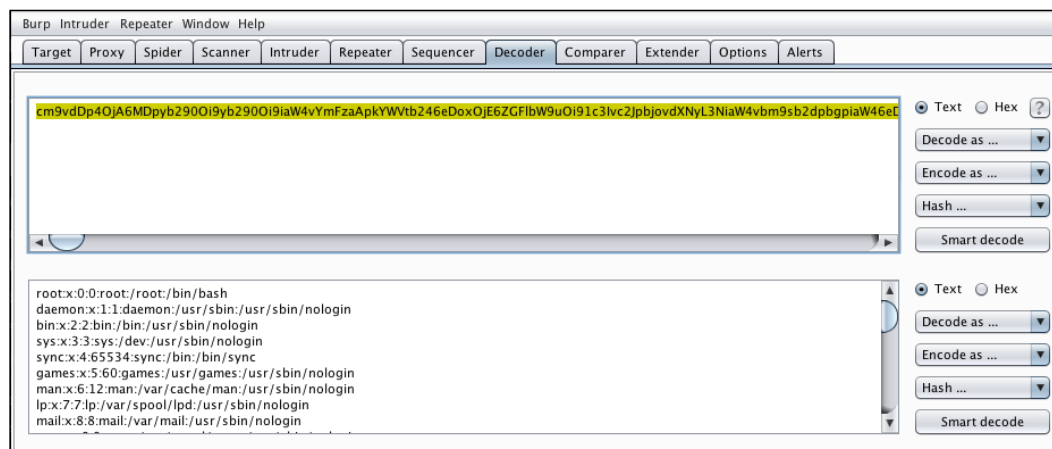 Burp Intruder Repeater Window Help
Target Proxy Spider Scanner Intruder Repeater Sequencer Decoder Comparer Extender Options Alerts
cm9vdDp4OjA6MDpyb290Oi9yb290Oi9iaW4vYmFzaApkYWVtb246eDoxOjE6ZGFlbW9uOi91c3Ivc2JpbjovdXNyL3NiaW4vbm9sb2dpbgpiaW46eD
Text Hex ?
Decode as ...
Encode as ...
Hash ...
Smart decode
root:x:0:0:root:/root:/bin/bash
daemon:x:1:1:daemon:/usr/sbin:/usr/sbin/nologin
bin:x:2:2:bin:/bin:/usr/sbin/nologin
sys:x:3:3:sys:/dev:/usr/sbin/nologin
sync:x:4:65534:sync:/bin:/bin/sync
games:x:5:60:games:/usr/games:/usr/sbin/nologin
man:x:6:12:man:/var/cache/man:/usr/sbin/nologin
lp:x:7:7:lp:/var/spool/lpd:/usr/sbin/nologin
mail:x:8:8:mail:/var/mail:/usr/sbin/nologin
Text Hex
Decode as ...
Encode as ...
Hash ...
Smart decode